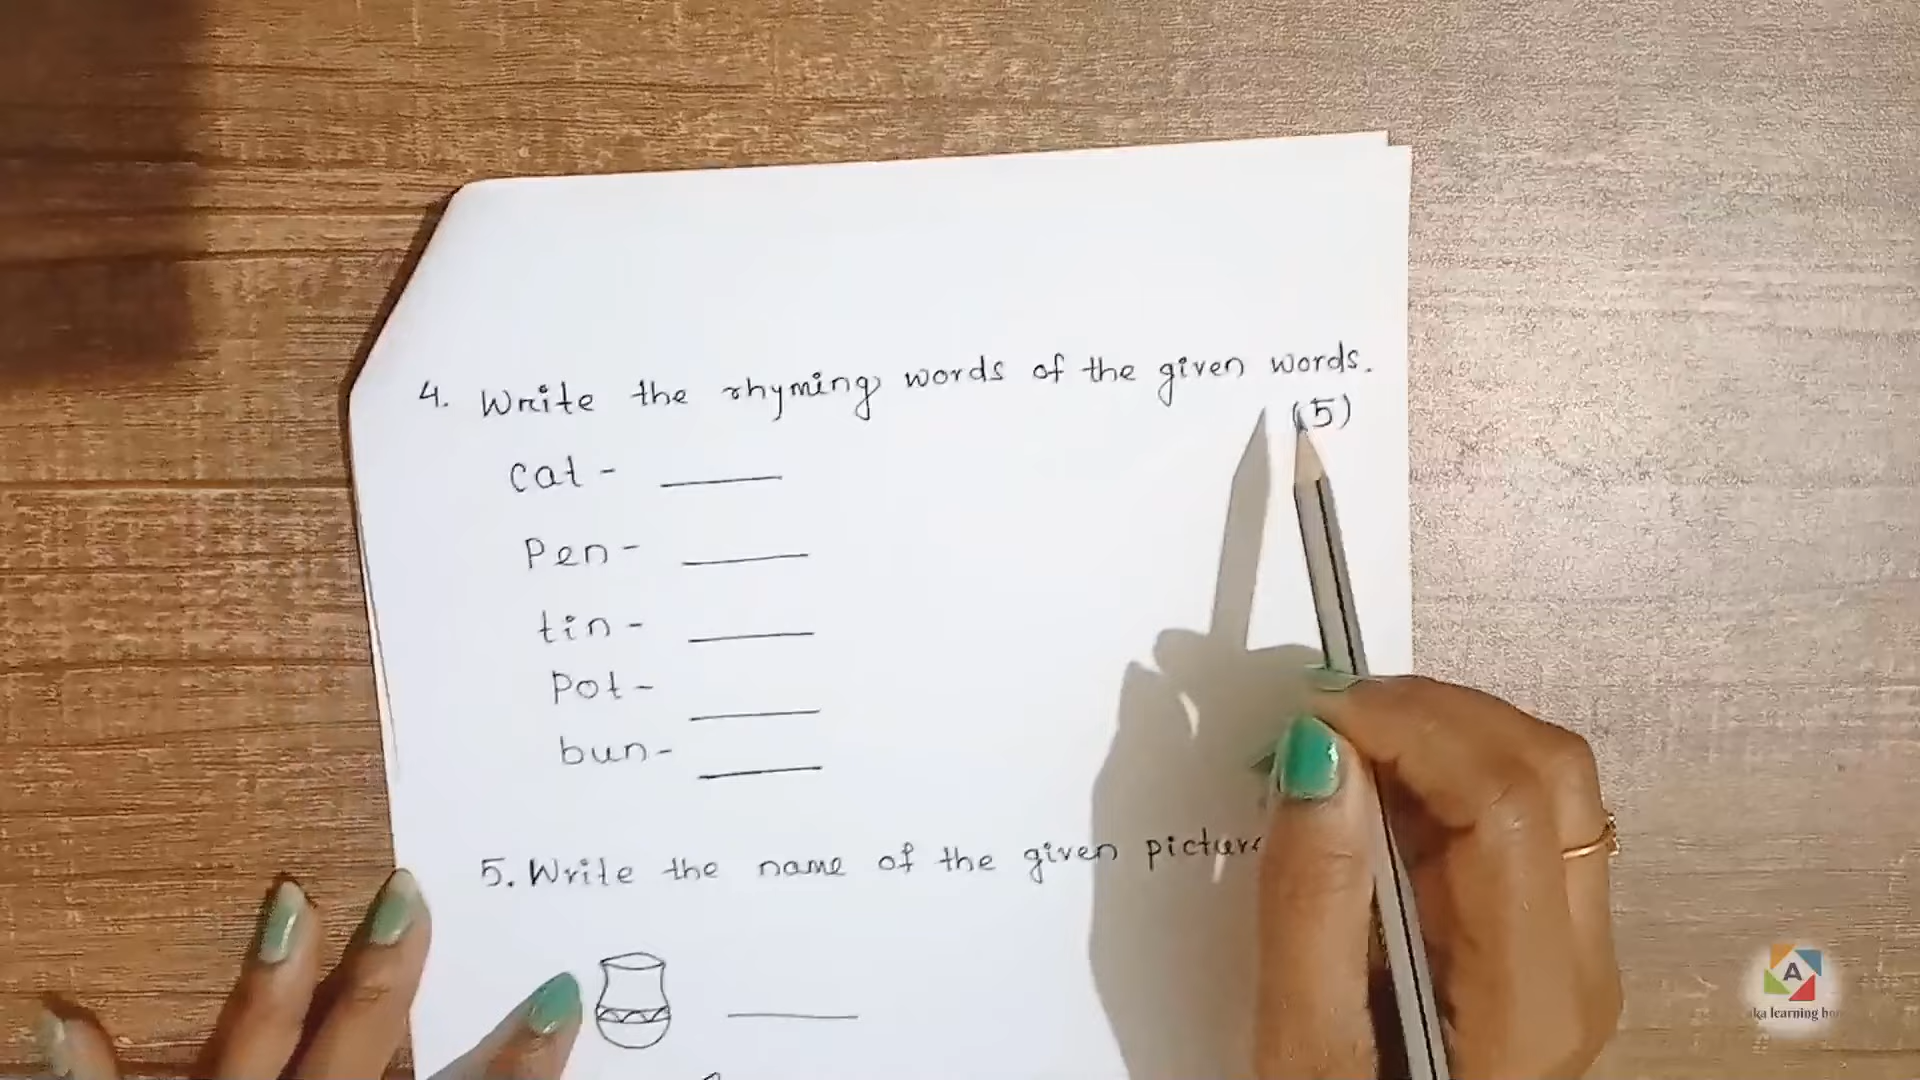 4. Write the rhyming words of the given words.
(5)
cat -
Pen -
tin -
Pot -
bun -
5. Write the name of the given
A
learning